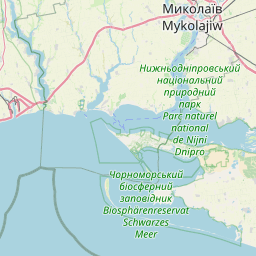 Миколаїв
Mykolajiw
Нижньодніпровський
національний
природний
парк
Parc naturel
national
de Nijni
Dnipro
Чорноморський
біосферний
заповідник
Biosphärenreservat
Schwarzes
Meer